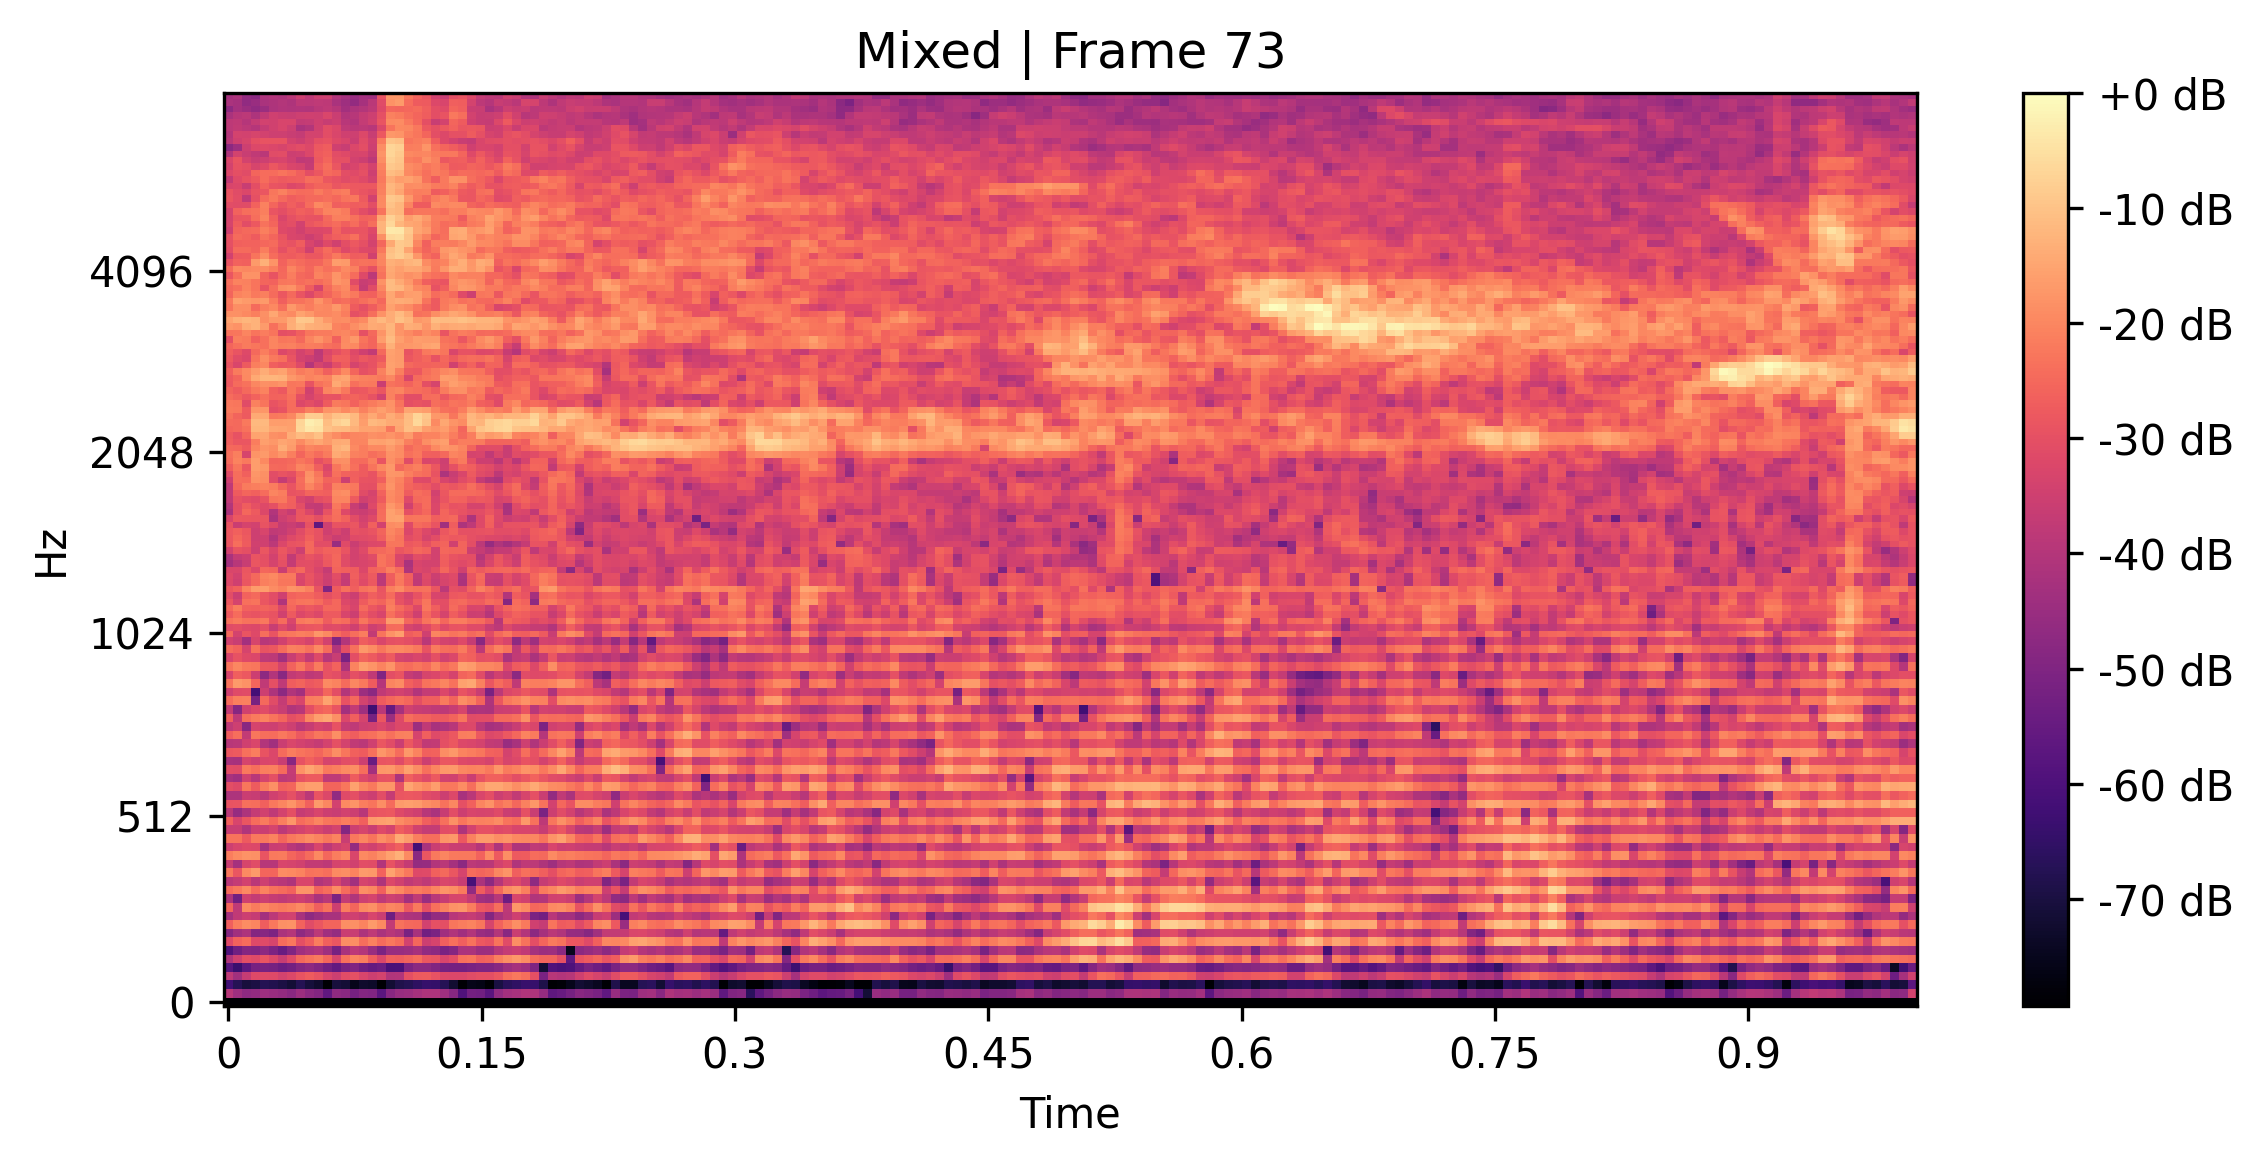 Mixed | Frame 73
Hz
4096
2048
1024
512
0
0 0.15 0.3 0.45 0.6 0.75 0.9
Time
+0 dB
-10 dB
-20 dB
-30 dB
-40 dB
-50 dB
-60 dB
-70 dB